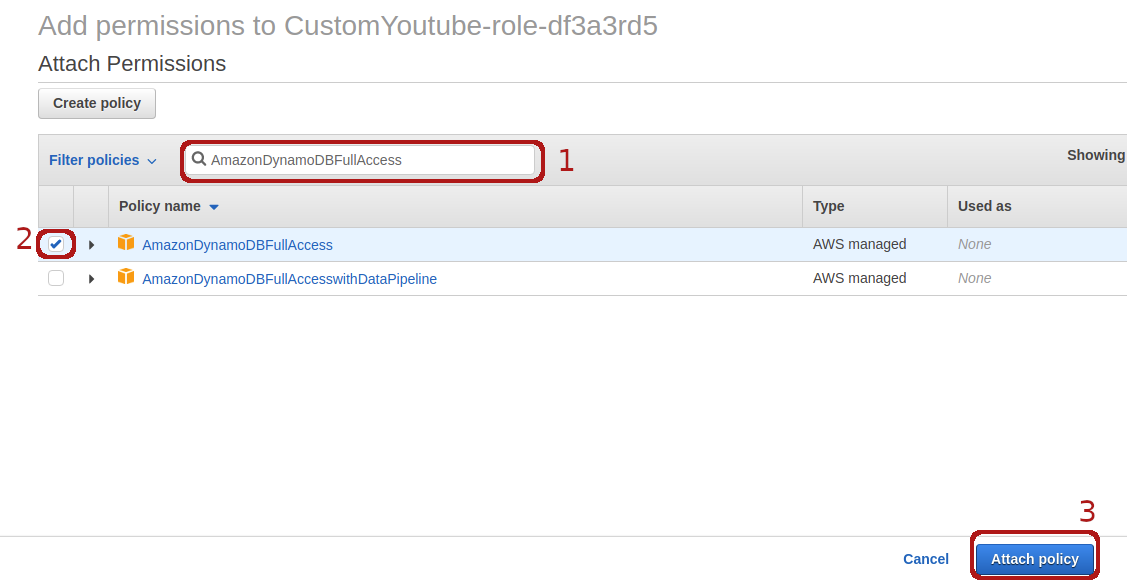 Add permissions to CustomYoutube-role-df3a3rd5
Attach Permissions
Create policy
Filter policies AmazonDynamoDBFullAccess 1 Showing
Policy name Type Used as
2 AmazonDynamoDBFullAccess AWS managed None
AmazonDynamoDBFullAccesswithDataPipeline AWS managed None
3
Cancel Attach policy